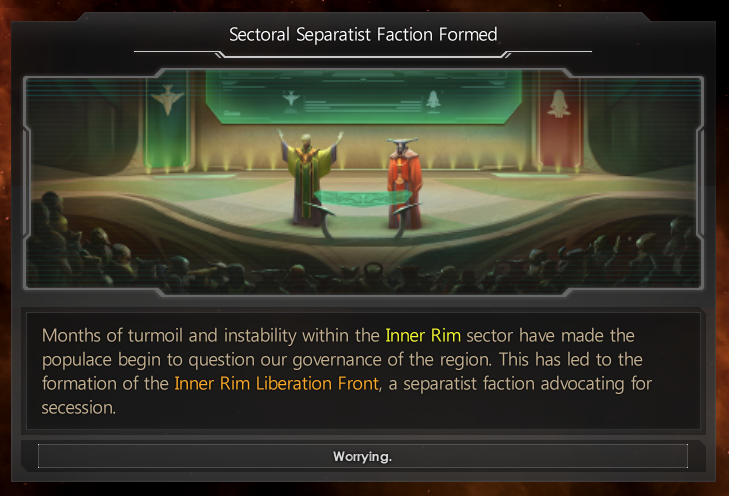 Sectoral Separatist Faction Formed
Months of turmoil and instability within the Inner Rim sector have made the
populace begin to question our governance of the region. This has led to the
formation of the Inner Rim Liberation Front, a separatist faction advocating for
secession.
Worrying.